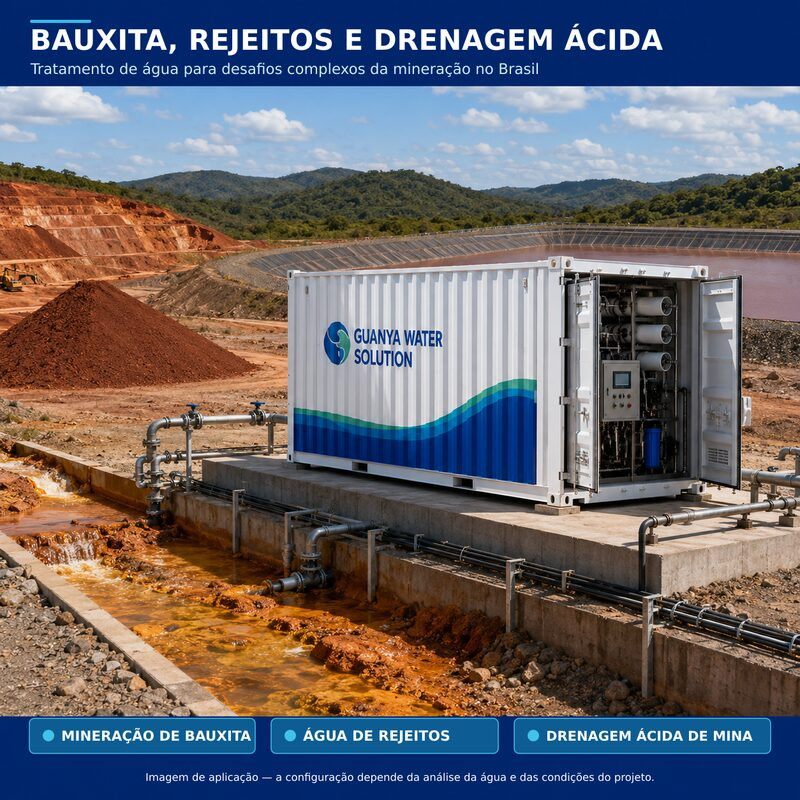 BAUXITA, REJEITOS E DRENAGEM ÁCIDA
Tratamento de água para desafios complexos da mineração no Brasil
GUANYA WATER
SOLUTION
MINERAÇÃO DE BAUXITA
ÁGUA DE REJEITOS
DRENAGEM ÁCIDA DE MINA
Imagem de aplicação — a configuração depende da análise da água e das condições do projeto.